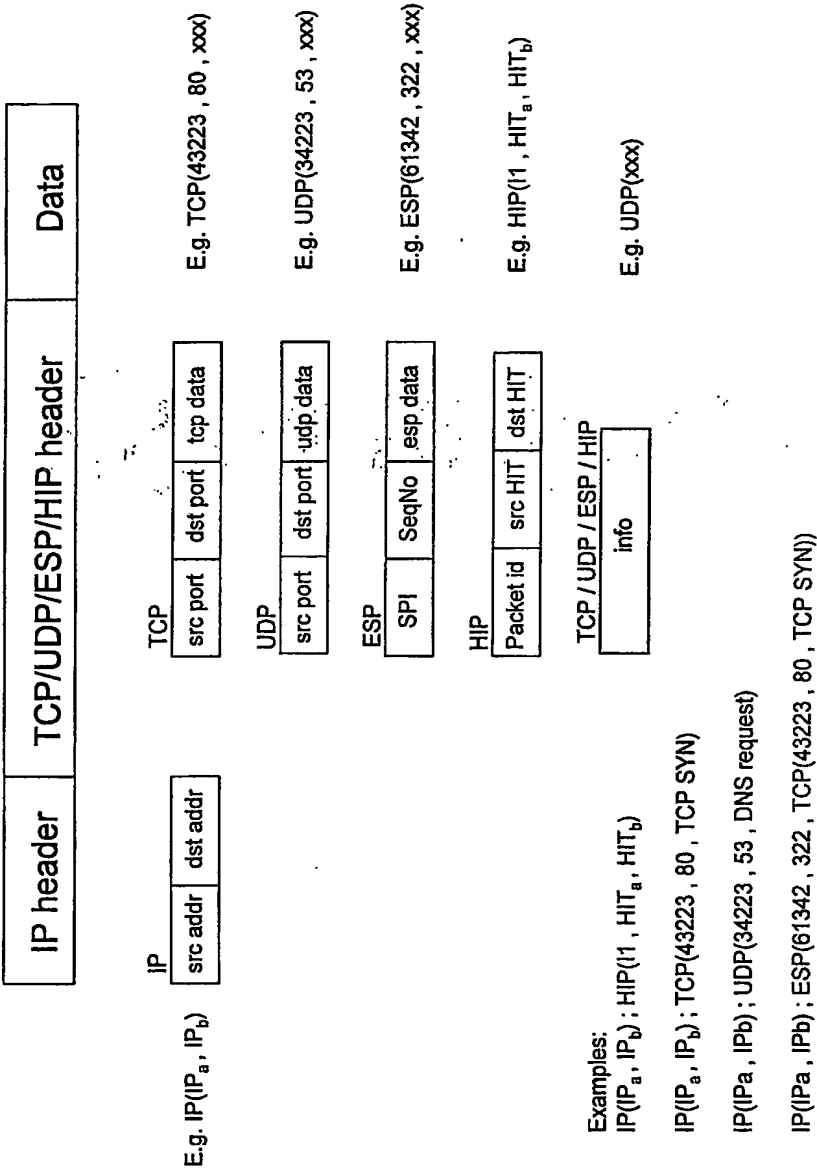 IP header TCP/UDP/ESP/HIP header Data
IP
src addr dst addr
E.g. IP(IPa , IPb)
TCP
src port dst port tcp data
E.g. TCP(43223 , 80 , xxx)
UDP
src port dst port udp data
E.g. UDP(34223 , 53 , xxx)
ESP
SPI SeqNo esp data
E.g. ESP(61342 , 322 , xxx)
HIP
Packet id src HIT dst HIT
E.g. HIP(I1 , HITa , HITb)
TCP / UDP / ESP / HIP
info
E.g. UDP(xxx)
Examples:
IP(IPa , IPb) ; HIP(I1 , HITa , HITb)
IP(IPa , IPb) ; TCP(43223 , 80 , TCP SYN)
IP(IPa , IPb) ; UDP(34223 , 53 , DNS request)
IP(IPa , IPb) ; ESP(61342 , 322 , TCP(43223 , 80 , TCP SYN))